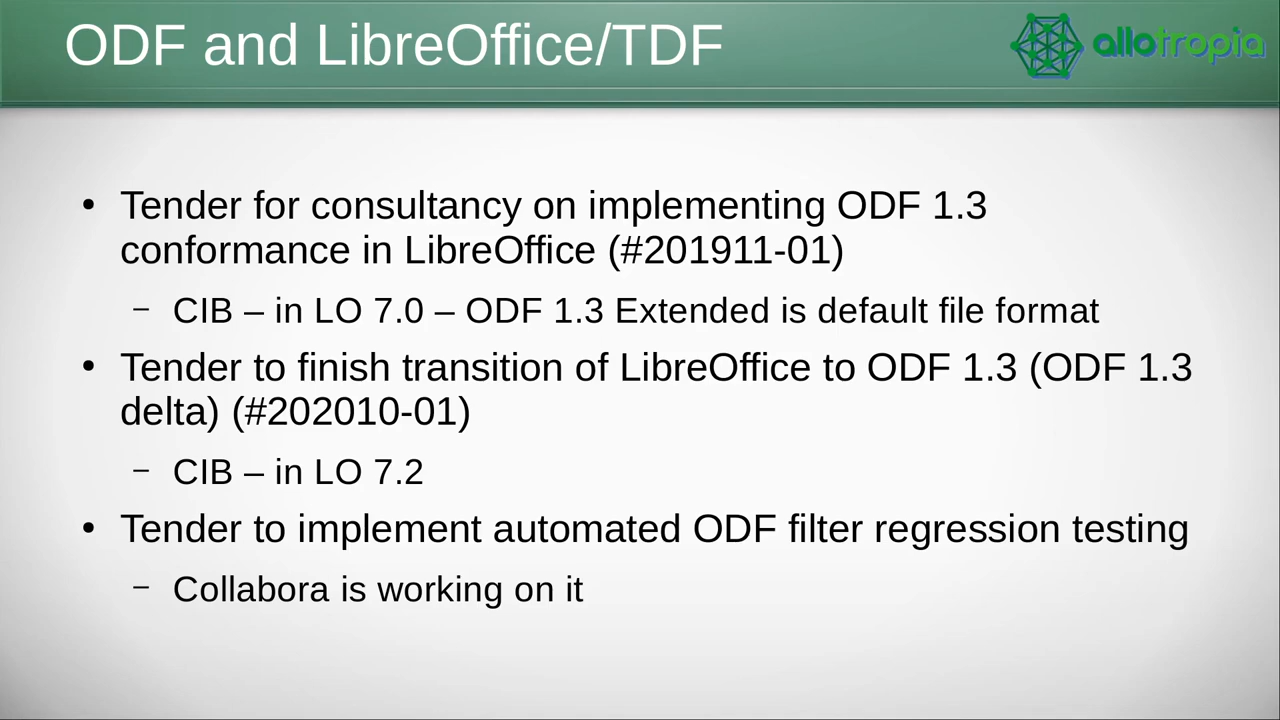 ODF and LibreOffice/TDF
allotropia
• Tender for consultancy on implementing ODF 1.3
conformance in LibreOffice (#201911-01)
– CIB – in LO 7.0 – ODF 1.3 Extended is default file format
• Tender to finish transition of LibreOffice to ODF 1.3 (ODF 1.3
delta) (#202010-01)
– CIB – in LO 7.2
• Tender to implement automated ODF filter regression testing
– Collabora is working on it